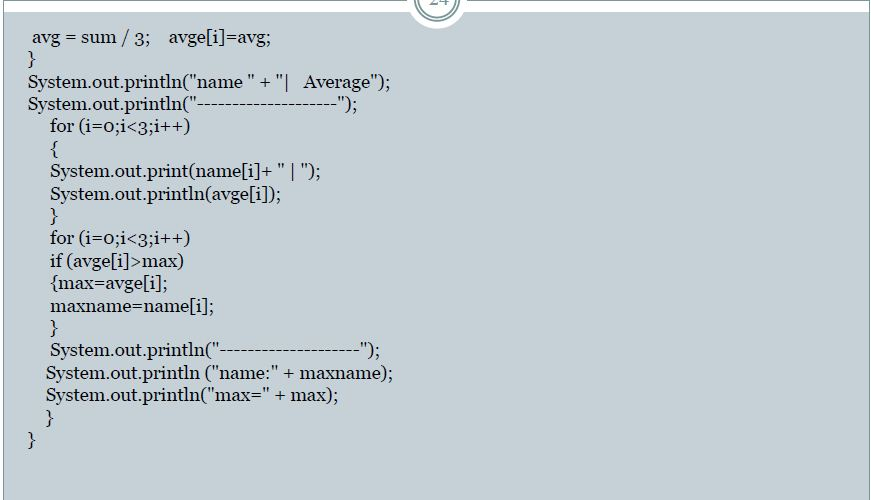 24
avg = sum / 3; avge[i]=avg;
}
System.out.println("name " + "| Average");
System.out.println("--------------------");
for (i=0;i<3;i++)
{
System.out.print(name[i]+ " | ");
System.out.println(avge[i]);
}
for (i=0;i<3;i++)
if (avge[i]>max)
{max=avge[i];
maxname=name[i];
}
System.out.println("--------------------");
System.out.println ("name:" + maxname);
System.out.println("max=" + max);
}
}